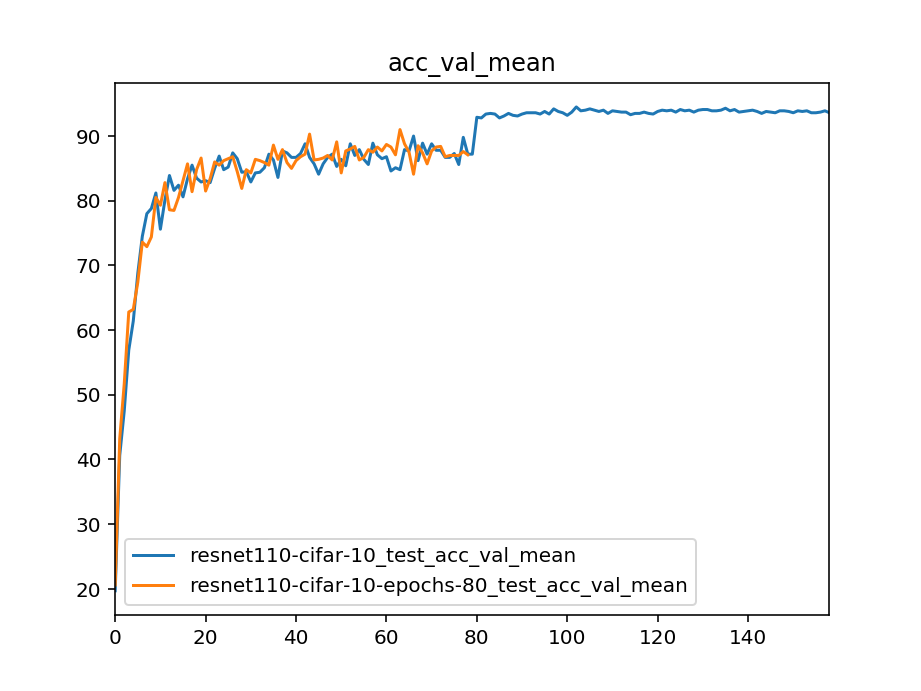 acc_val_mean
90
80
70
60
50
40
30
20
resnet110-cifar-10_test_acc_val_mean
resnet110-cifar-10-epochs-80_test_acc_val_mean
0 20 40 60 80 100 120 140